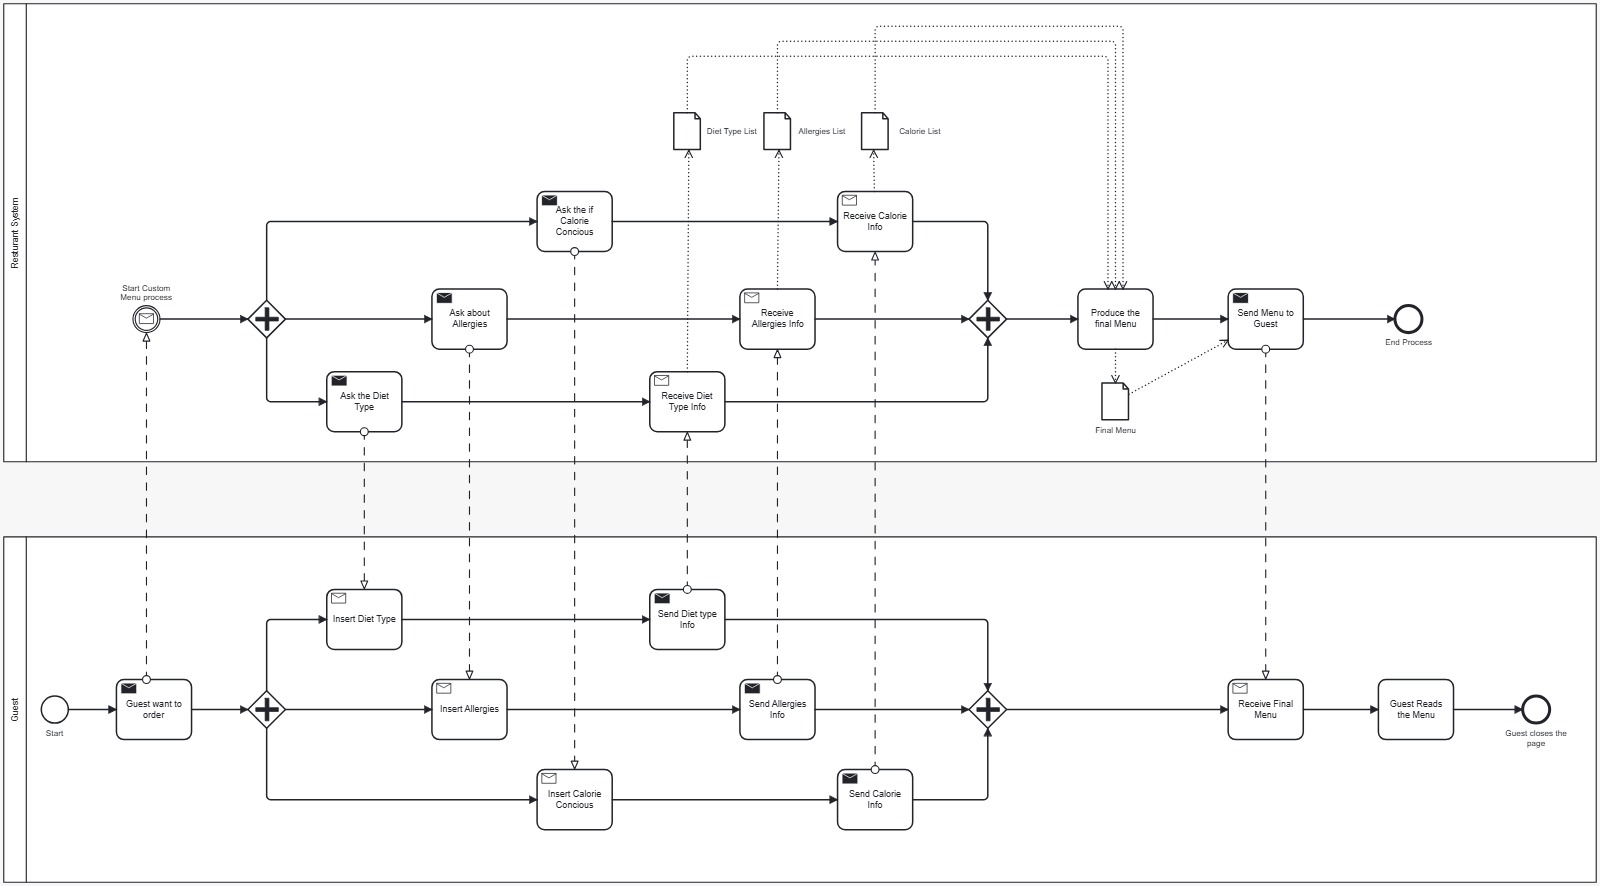 Resturant System
Diet Type List
Allergies List
Calorie List
Ask the if
Calorie
Concious
Receive Calorie
Info
Start Custom
Menu process
Ask about
Allergies
Receive
Allergies Info
Produce the
final Menu
Send Menu to
Guest
End Process
Ask the Diet
Type
Receive Diet
Type Info
Final Menu
Guest
Insert Diet Type
Send Diet type
Info
Start
Guest want to
order
Insert Allergies
Send Allergies
Info
Receive Final
Menu
Guest Reads
the Menu
Guest closes the
page
Insert Calorie
Concious
Send Calorie
Info